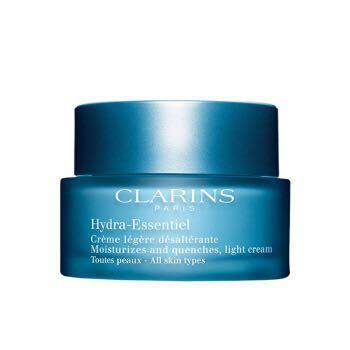 CLARINS
PARIS
Hydra-Essentiel
Crème légère désaltérante
Moisturizes and quenches, light cream
Toutes peaux - All skin types